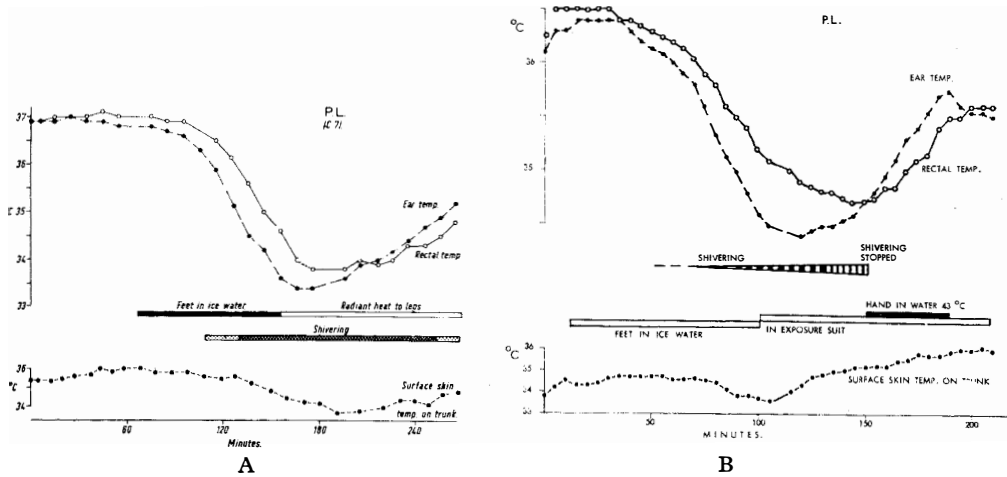 P.L.
(C 7).
37
36
35
34
33
°C
Ear temp.
Rectal temp
Feet in ice water
Radiant heat to legs
Shivering
36
°C
34
Surface skin
temp. on trunk.
60
120
180
240
Minutes.
A
°C
P.L.
36
35
EAR TEMP.
RECTAL TEMP.
SHIVERING
SHIVERING
STOPPED
HAND IN WATER 43 °C
FEET IN ICE WATER
IN EXPOSURE SUIT
°C
36
35
34
33
SURFACE SKIN TEMP. ON TRUNK
50
100
150
200
MINUTES.
B